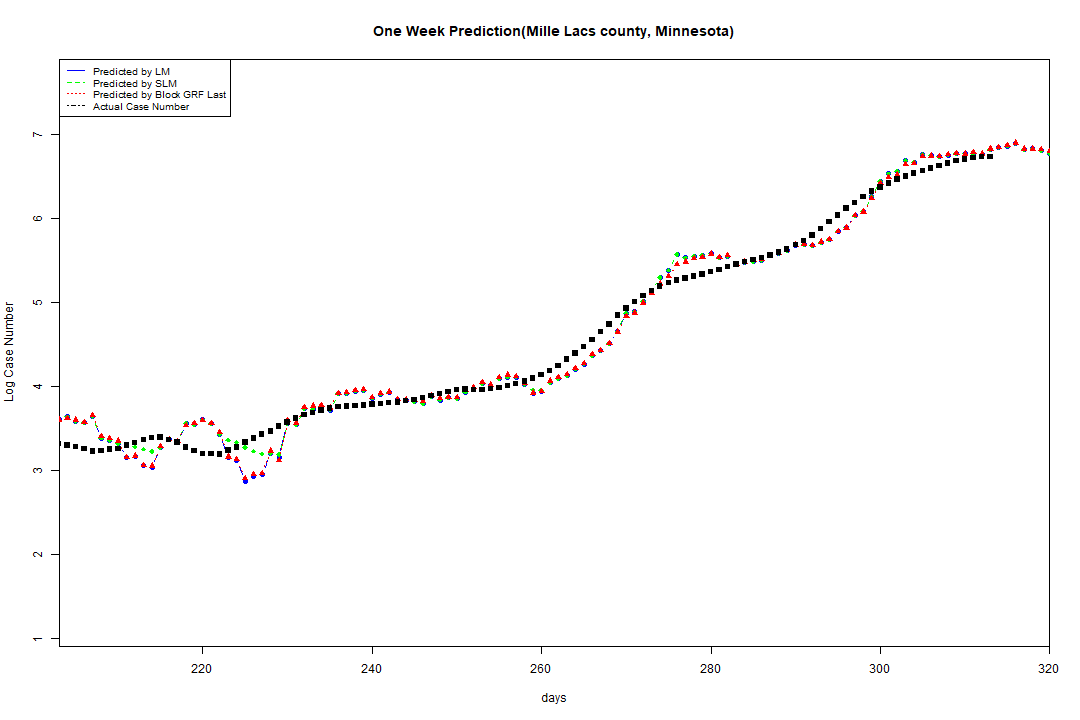 One Week Prediction(Mille Lacs county, Minnesota)
Predicted by LM
Predicted by SLM
Predicted by Block GRF Last
Actual Case Number
7
6
5
4
3
2
1
Log Case Number
220 240 260 280 300 320
days